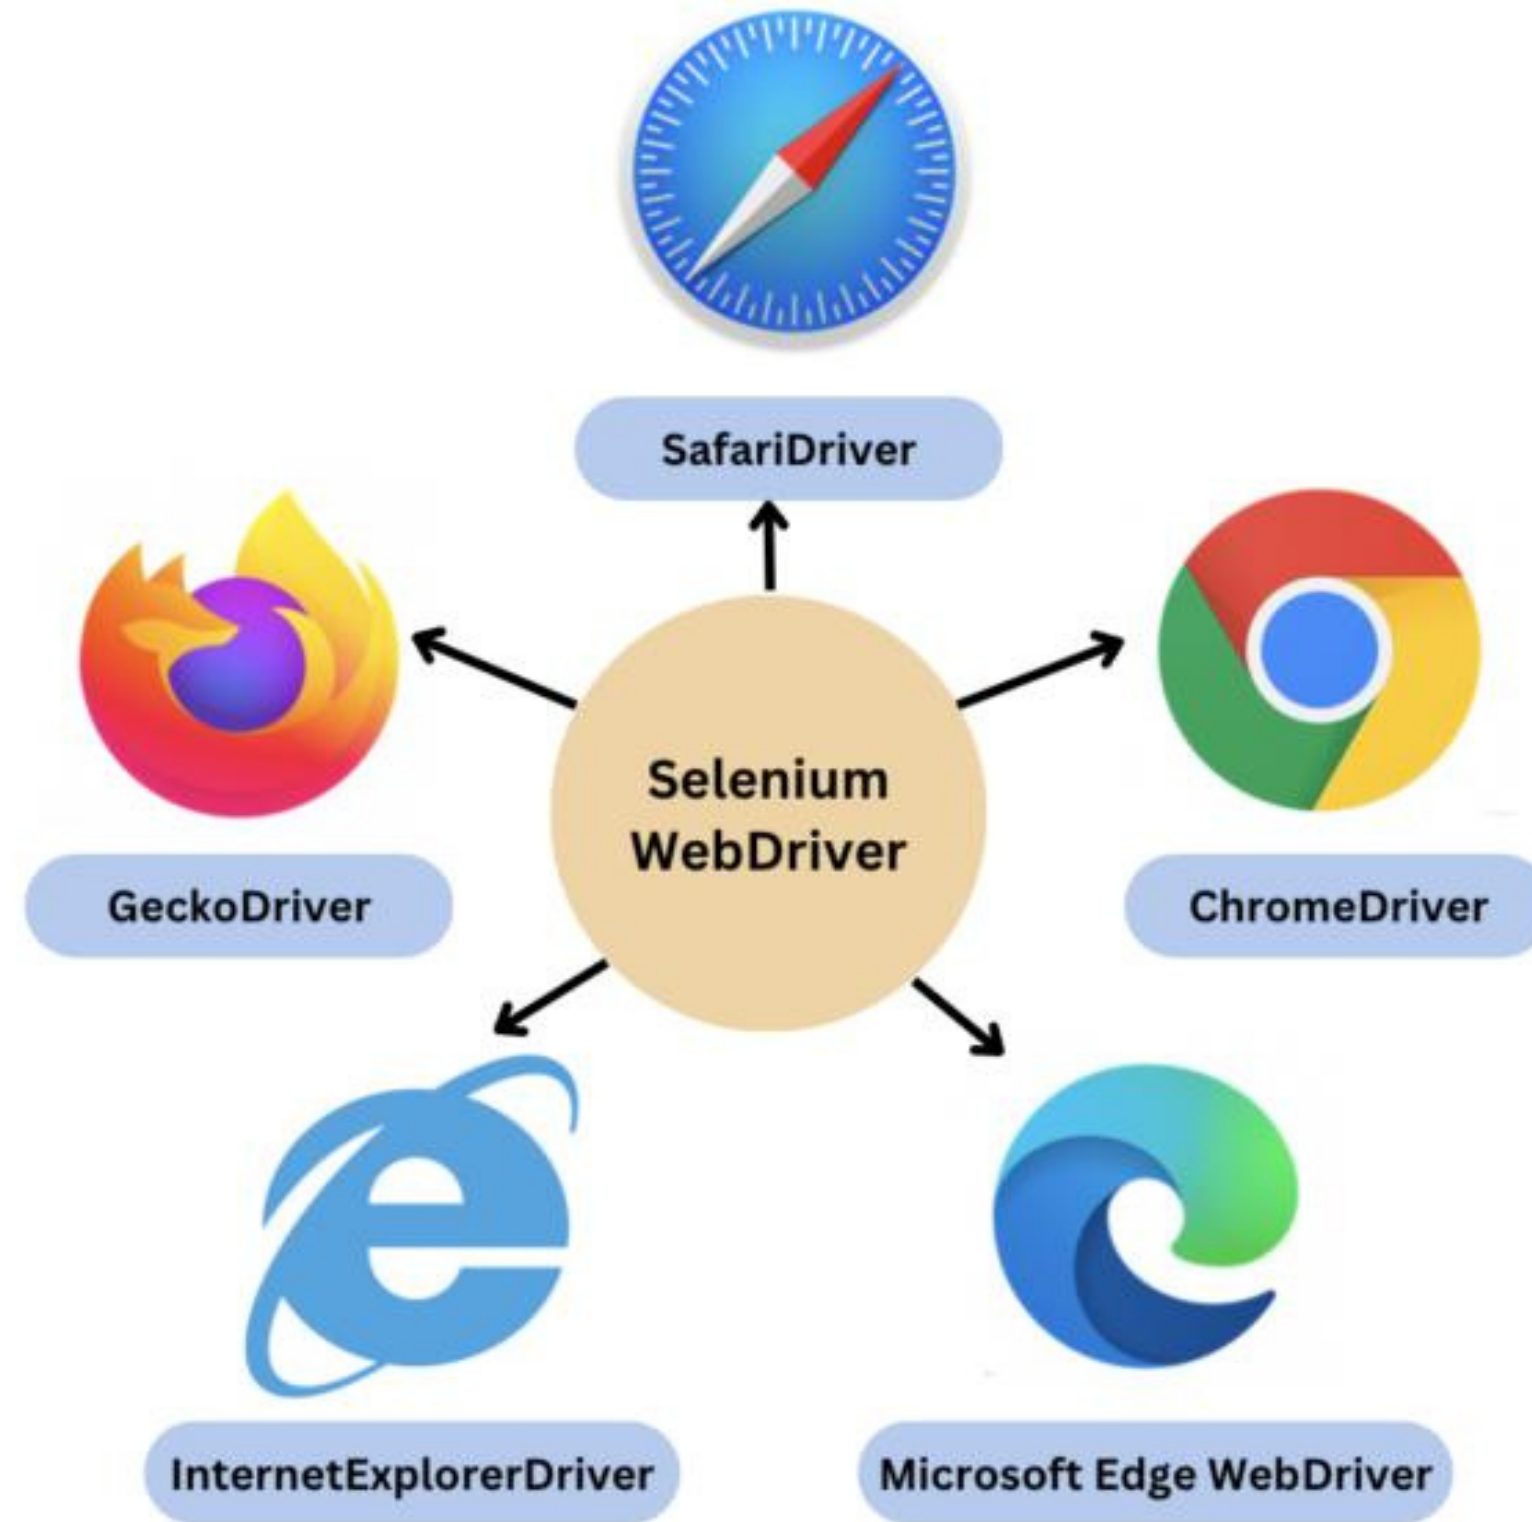 SafariDriver
Selenium
WebDriver
GeckoDriver
ChromeDriver
InternetExplorerDriver
Microsoft Edge WebDriver